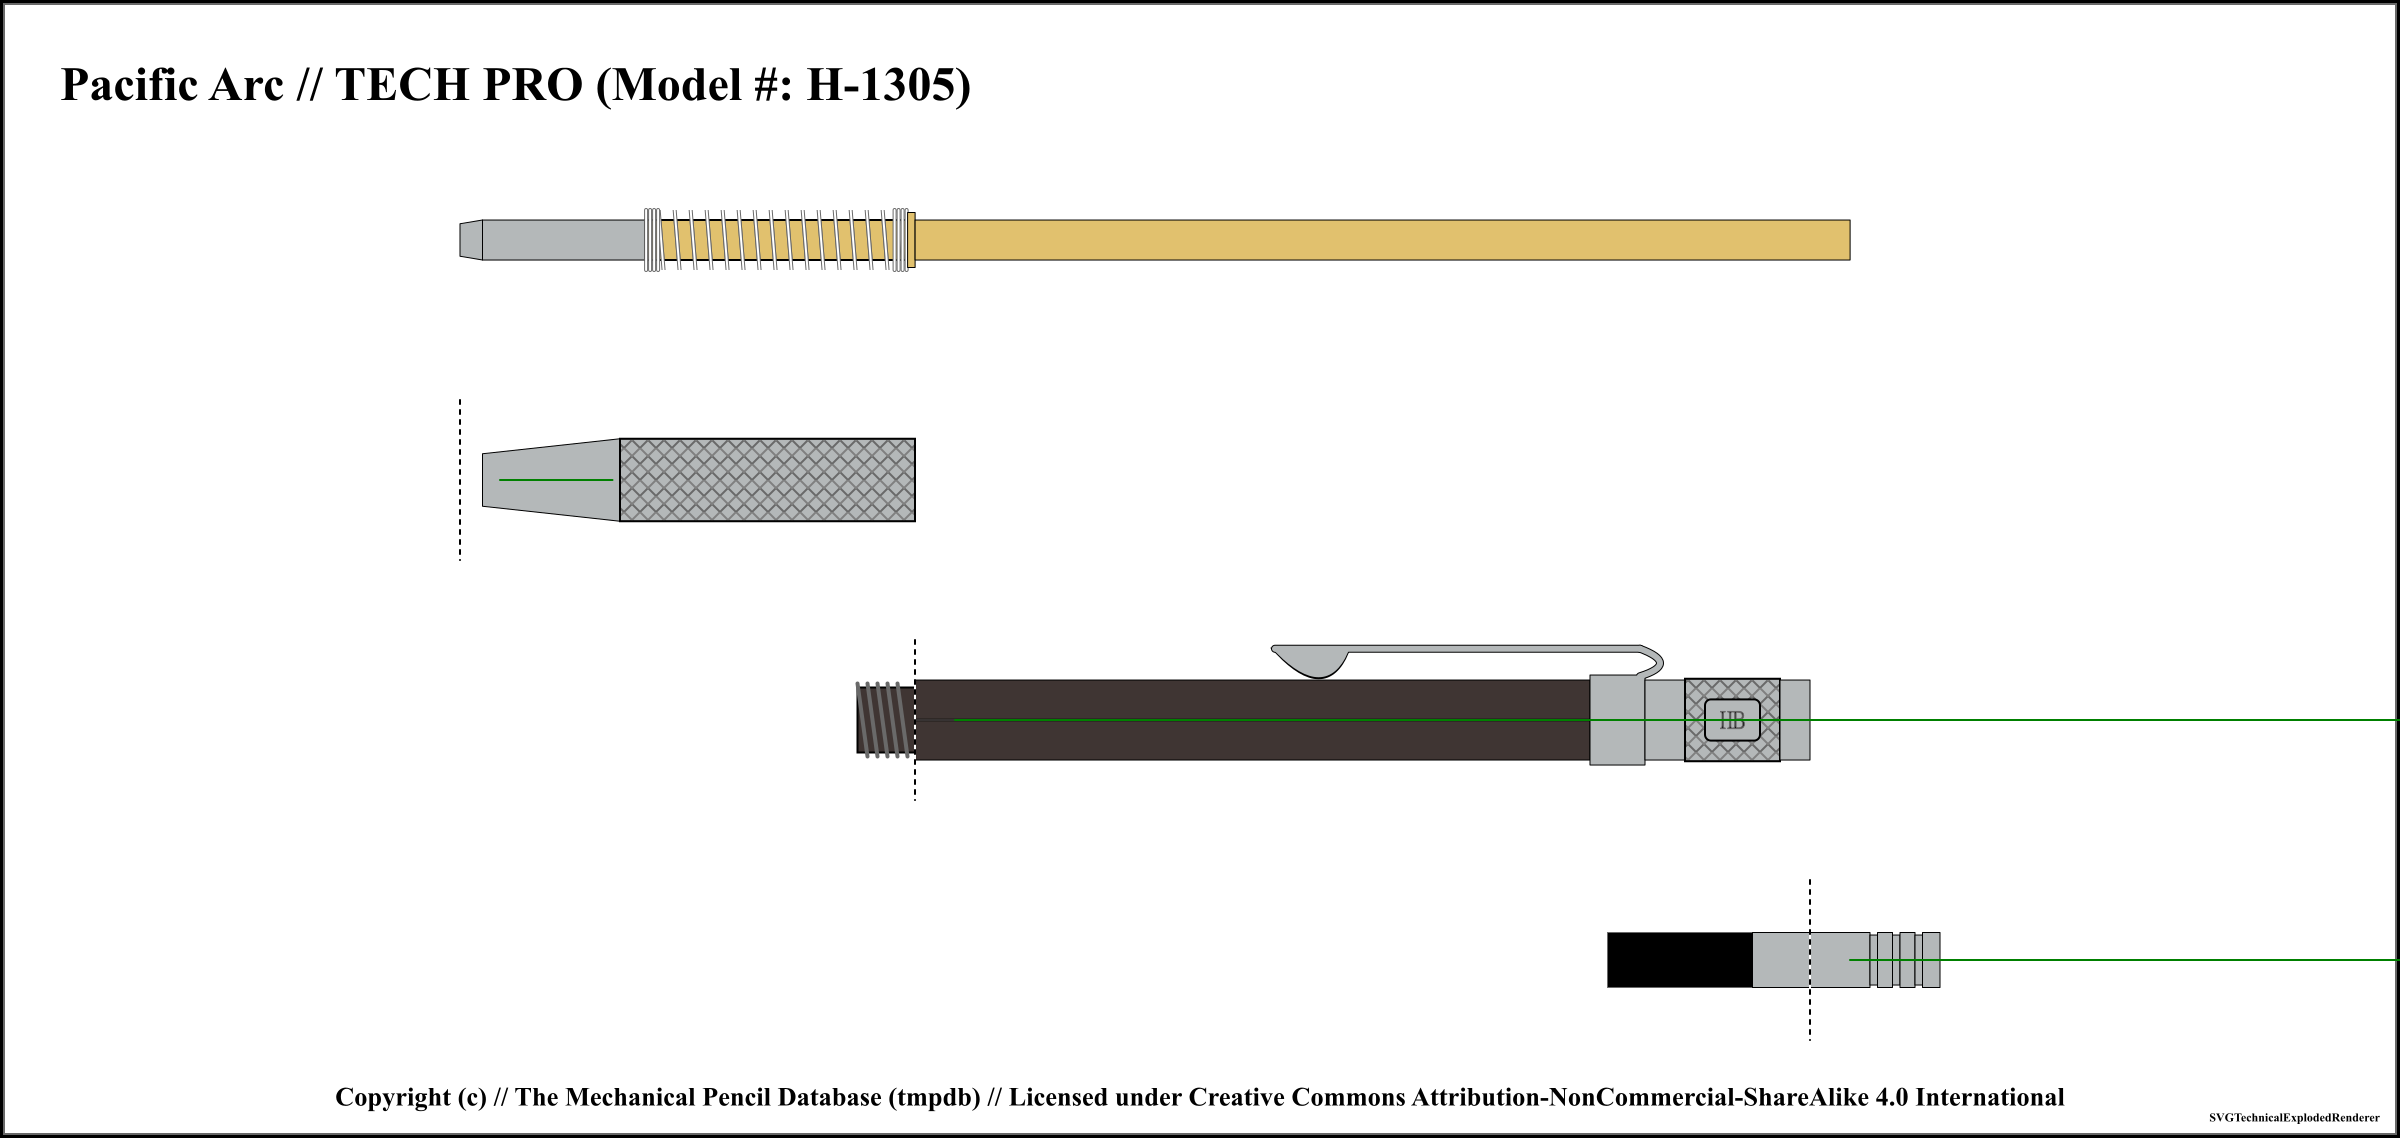 Pacific Arc // TECH PRO (Model #: H-1305)
HB
Copyright (c) // The Mechanical Pencil Database (tmpdb) // Licensed under Creative Commons Attribution-NonCommercial-ShareAlike 4.0 International
SVGTechnicalExplodedRenderer